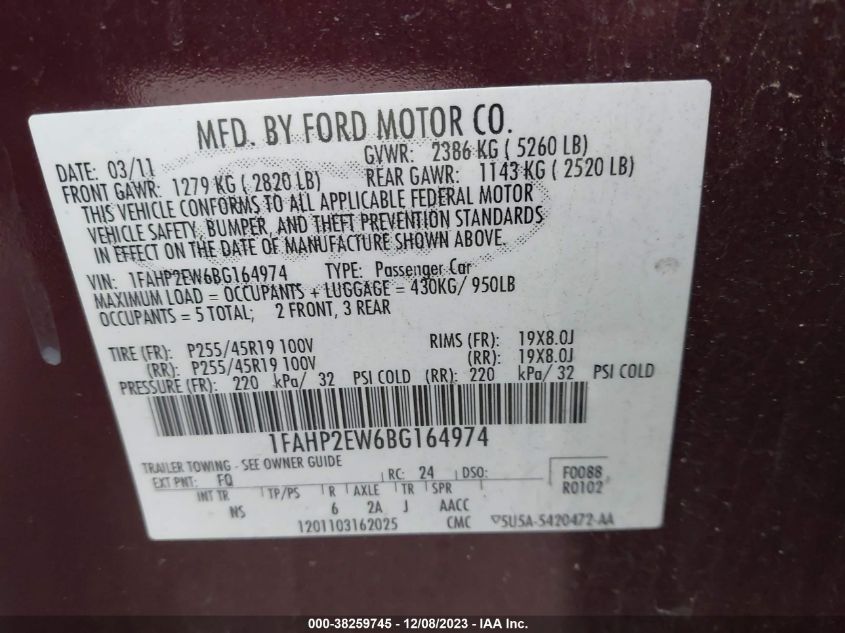 MFD. BY FORD MOTOR CO.
DATE: 03/11 GVWR: 2386 KG ( 5260 LB)
FRONT GAWR: 1279 KG ( 2820 LB) REAR GAWR: 1143 KG ( 2520 LB)
THIS VEHICLE CONFORMS TO ALL APPLICABLE FEDERAL MOTOR
VEHICLE SAFETY, BUMPER, AND THEFT PREVENTION STANDARDS
IN EFFECT ON THE DATE OF MANUFACTURE SHOWN ABOVE.
VIN: 1FAHP2EW6BG164974 TYPE: Passenger Car
MAXIMUM LOAD = OCCUPANTS + LUGGAGE = 430KG/ 950LB
OCCUPANTS = 5 TOTAL; 2 FRONT, 3 REAR
TIRE (FR): P255/45R19 100V RIMS (FR): 19X8.0J
(RR): P255/45R19 100V (RR): 19X8.0J
PRESSURE (FR): 220 kPa/ 32 PSI COLD (RR): 220 kPa/ 32 PSI COLD
1FAHP2EW6BG164974
TRAILER TOWING - SEE OWNER GUIDE
EXT PNT: FQ RC: 24 DSO: F0088
R0102
INT TR TP/PS R AXLE TR SPR
NS 6 2A J AACC
1201103162025 CMC 5U5A-5420472-AA
000-38259745 - 12/08/2023 - IAA Inc.